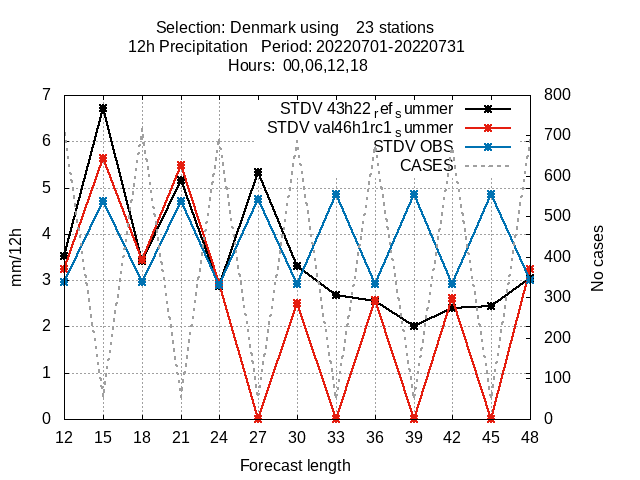 Selection: Denmark using 23 stations
12h Precipitation Period: 20220701-20220731
Hours: 00,06,12,18
STDV 43h22refsummer
STDV val46h1rc1summer
STDV OBS
CASES
mm/12h
No cases
7
6
5
4
3
2
1
0
800
700
600
500
400
300
200
100
0
12 15 18 21 24 27 30 33 36 39 42 45 48
Forecast length